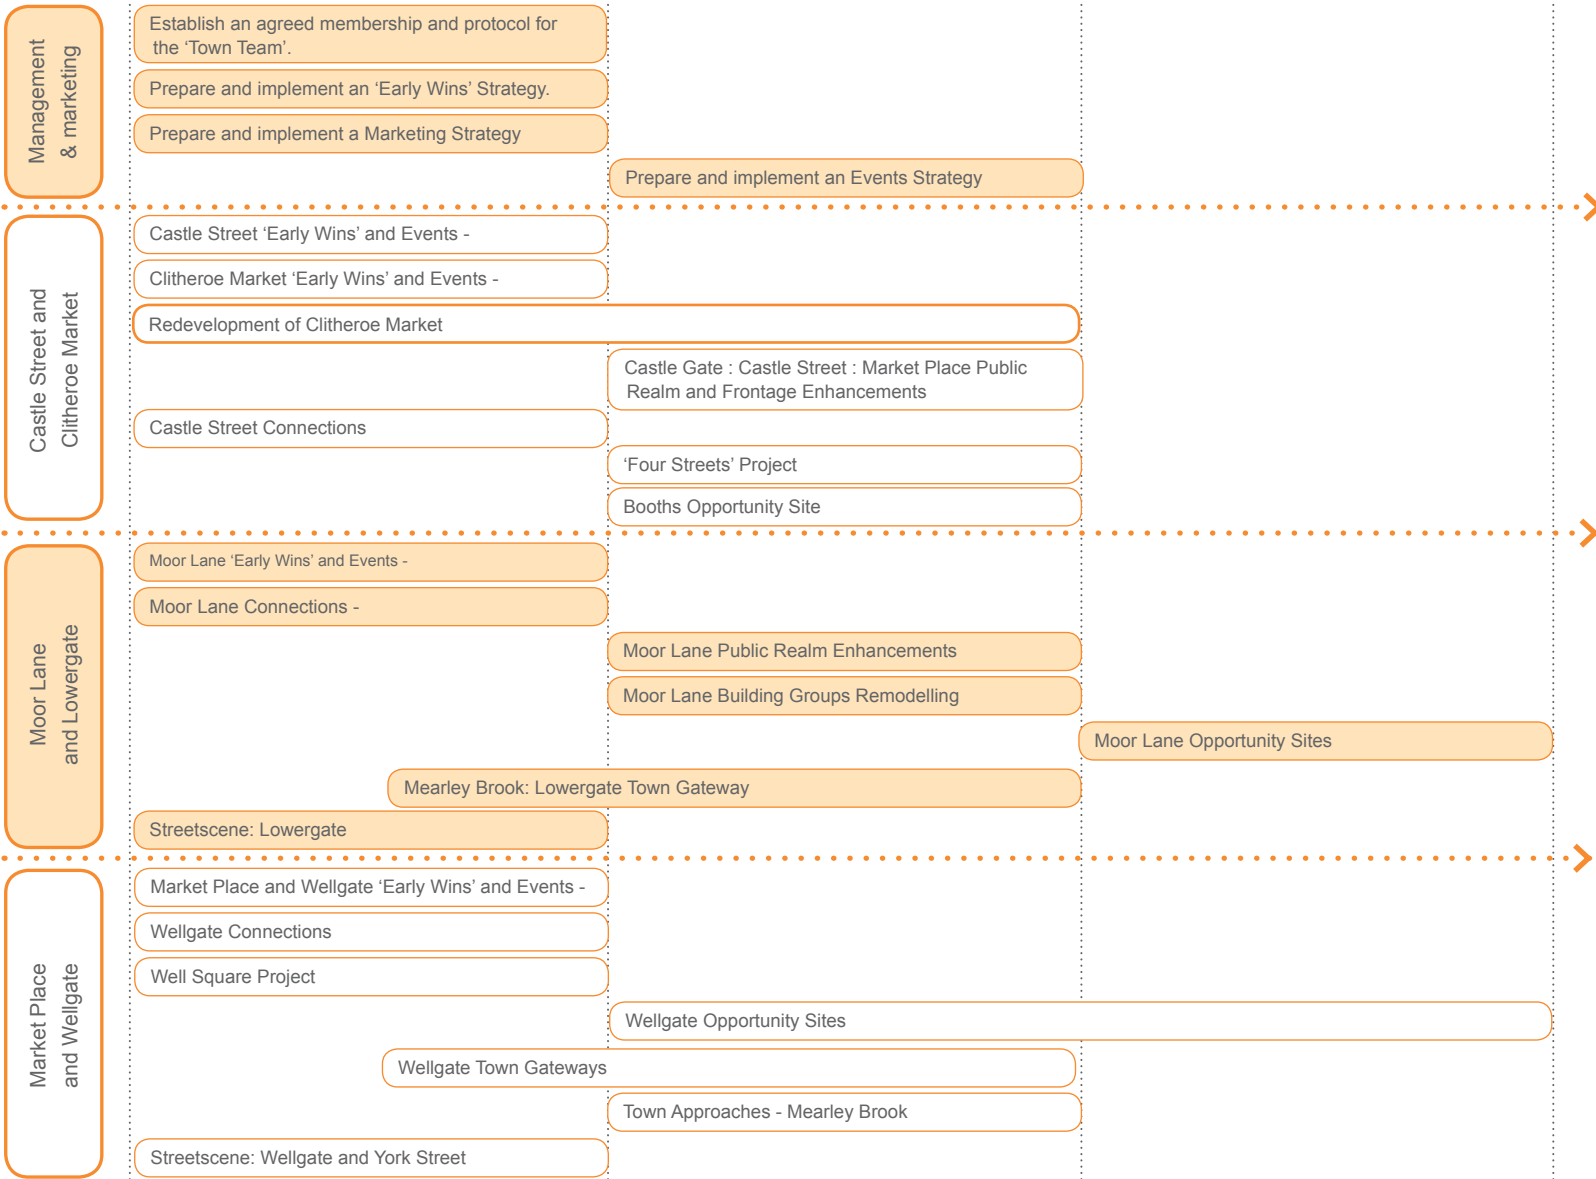 Management
& marketing
Establish an agreed membership and protocol for
the ‘Town Team’.
Prepare and implement an ‘Early Wins’ Strategy.
Prepare and implement a Marketing Strategy
Prepare and implement an Events Strategy
Castle Street and
Clitheroe Market
Castle Street ‘Early Wins’ and Events -
Clitheroe Market ‘Early Wins’ and Events -
Redevelopment of Clitheroe Market
Castle Gate : Castle Street : Market Place Public
Realm and Frontage Enhancements
Castle Street Connections
‘Four Streets’ Project
Booths Opportunity Site
Moor Lane
and Lowergate
Moor Lane ‘Early Wins’ and Events -
Moor Lane Connections -
Moor Lane Public Realm Enhancements
Moor Lane Building Groups Remodelling
Moor Lane Opportunity Sites
Mearley Brook: Lowergate Town Gateway
Streetscene: Lowergate
Market Place
and Wellgate
Market Place and Wellgate ‘Early Wins’ and Events -
Wellgate Connections
Well Square Project
Wellgate Opportunity Sites
Wellgate Town Gateways
Town Approaches - Mearley Brook
Streetscene: Wellgate and York Street